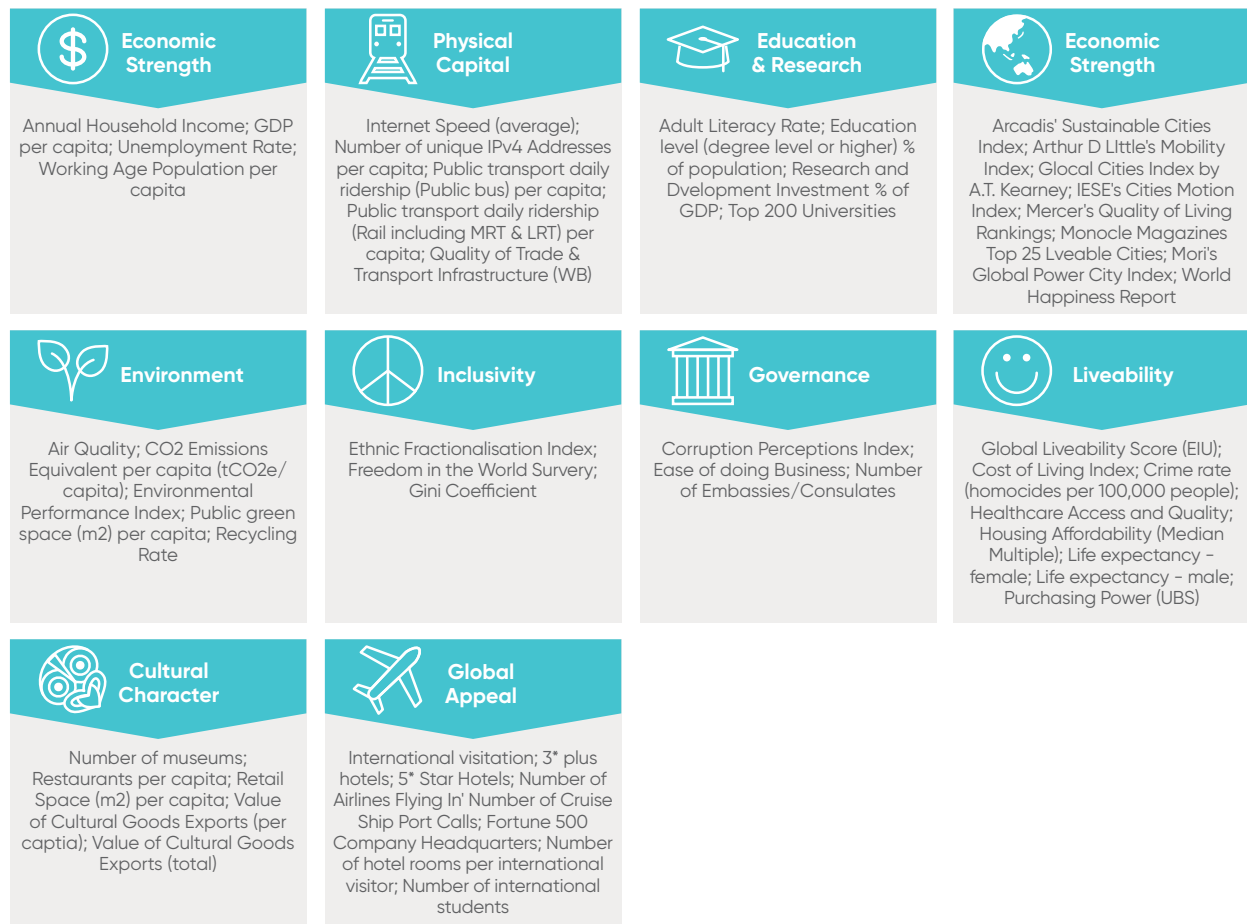 Economic
Strength
Annual Household Income; GDP
per capita; Unemployment Rate;
Working Age Population per
capita
Physical
Capital
Internet Speed (average);
Number of unique IPv4 Addresses
per capita; Public transport daily
ridership (Public bus) per capita;
Public transport daily ridership
(Rail including MRT & LRT) per
capita; Quality of Trade &
Transport Infrastructure (WB)
Education
& Research
Adult Literacy Rate; Education
level (degree level or higher) %
of population; Research and
Dvelopment Investment % of
GDP; Top 200 Universities
Economic
Strength
Arcadis' Sustainable Cities
Index; Arthur D LIttle's Mobility
Index; Glocal Cities Index by
A.T. Kearney; IESE's Cities Motion
Index; Mercer's Quality of Living
Rankings; Monocle Magazines
Top 25 Lveable Cities; Mori's
Global Power City Index; World
Happiness Report
Environment
Air Quality; CO2 Emissions
Equivalent per capita (tCO2e/
capita); Environmental
Performance Index; Public green
space (m2) per capita; Recycling
Rate
Inclusivity
Ethnic Fractionalisation Index;
Freedom in the World Survery;
Gini Coefficient
Governance
Corruption Perceptions Index;
Ease of doing Business; Number
of Embassies/Consulates
Liveability
Global Liveability Score (EIU);
Cost of Living Index; Crime rate
(homocides per 100,000 people);
Healthcare Access and Quality;
Housing Affordability (Median
Multiple); Life expectancy -
female; Life expectancy - male;
Purchasing Power (UBS)
Cultural
Character
Number of museums;
Restaurants per capita; Retail
Space (m2) per capita; Value
of Cultural Goods Exports (per
captia); Value of Cultural Goods
Exports (total)
Global
Appeal
International visitation; 3* plus
hotels; 5* Star Hotels; Number of
Airlines Flying In' Number of Cruise
Ship Port Calls; Fortune 500
Company Headquarters; Number
of hotel rooms per international
visitor; Number of international
students